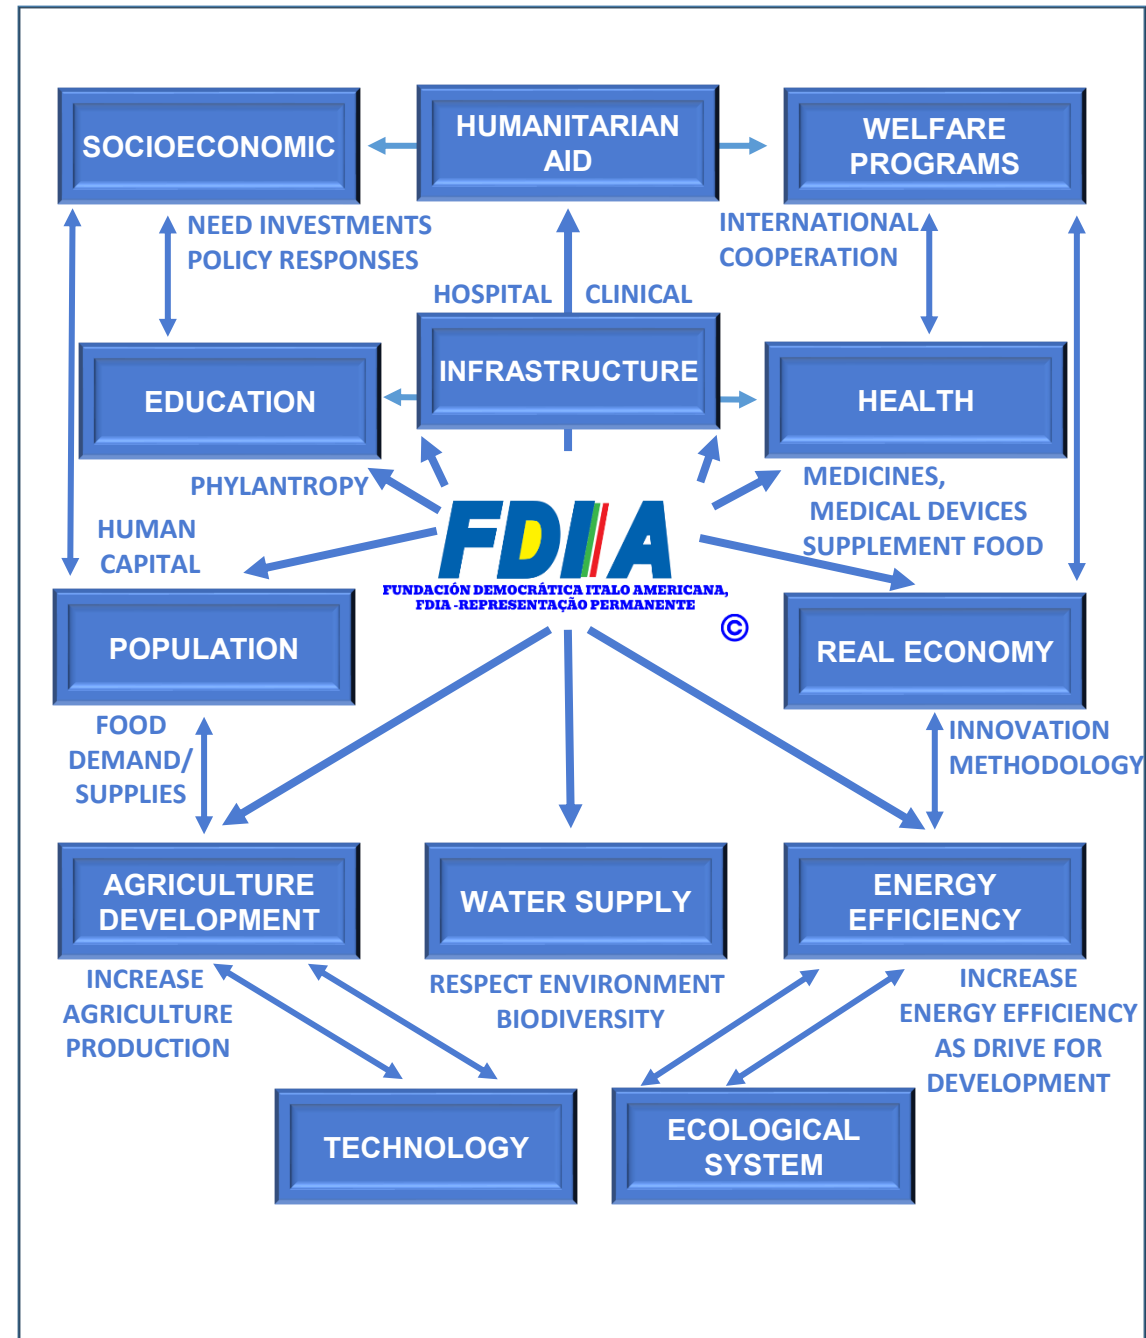 SOCIOECONOMIC
HUMANITARIAN
AID
WELFARE
PROGRAMS
NEED INVESTMENTS
POLICY RESPONSES
INTERNATIONAL
COOPERATION
HOSPITAL CLINICAL
EDUCATION
INFRASTRUCTURE
HEALTH
PHYLANTROPY
MEDICINES,
MEDICAL DEVICES
SUPPLEMENT FOOD
HUMAN
CAPITAL
FDIA
FUNDACIÓN DEMOCRÁTICA ITALO AMERICANA,
FDIA -REPRESENTAÇÃO PERMANENTE
©
POPULATION
REAL ECONOMY
FOOD
DEMAND/
SUPPLIES
INNOVATION
METHODOLOGY
AGRICULTURE
DEVELOPMENT
WATER SUPPLY
ENERGY
EFFICIENCY
INCREASE
AGRICULTURE
PRODUCTION
RESPECT ENVIRONMENT
BIODIVERSITY
INCREASE
ENERGY EFFICIENCY
AS DRIVE FOR
DEVELOPMENT
TECHNOLOGY
ECOLOGICAL
SYSTEM